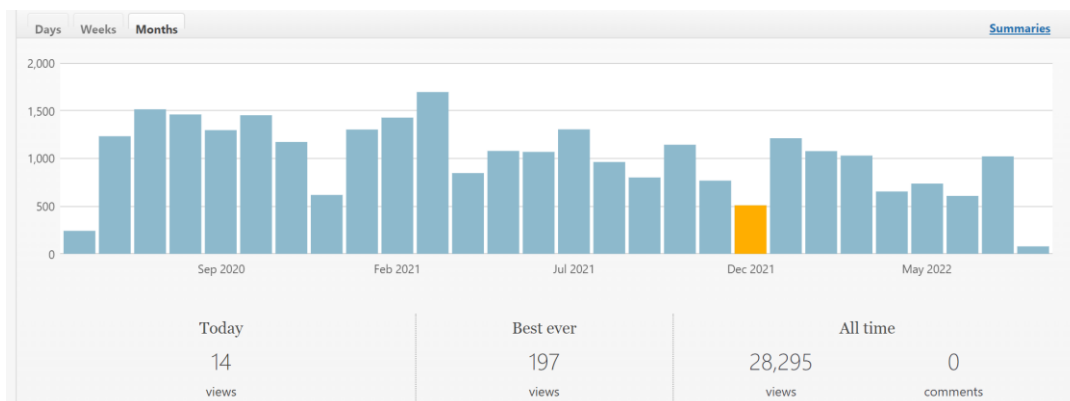 Days Weeks Months Summaries
2,000
1,500
1,000
500
0
Sep 2020 Feb 2021 Jul 2021 Dec 2021 May 2022
Today Best ever All time
14 197 28,295 0
views views views comments